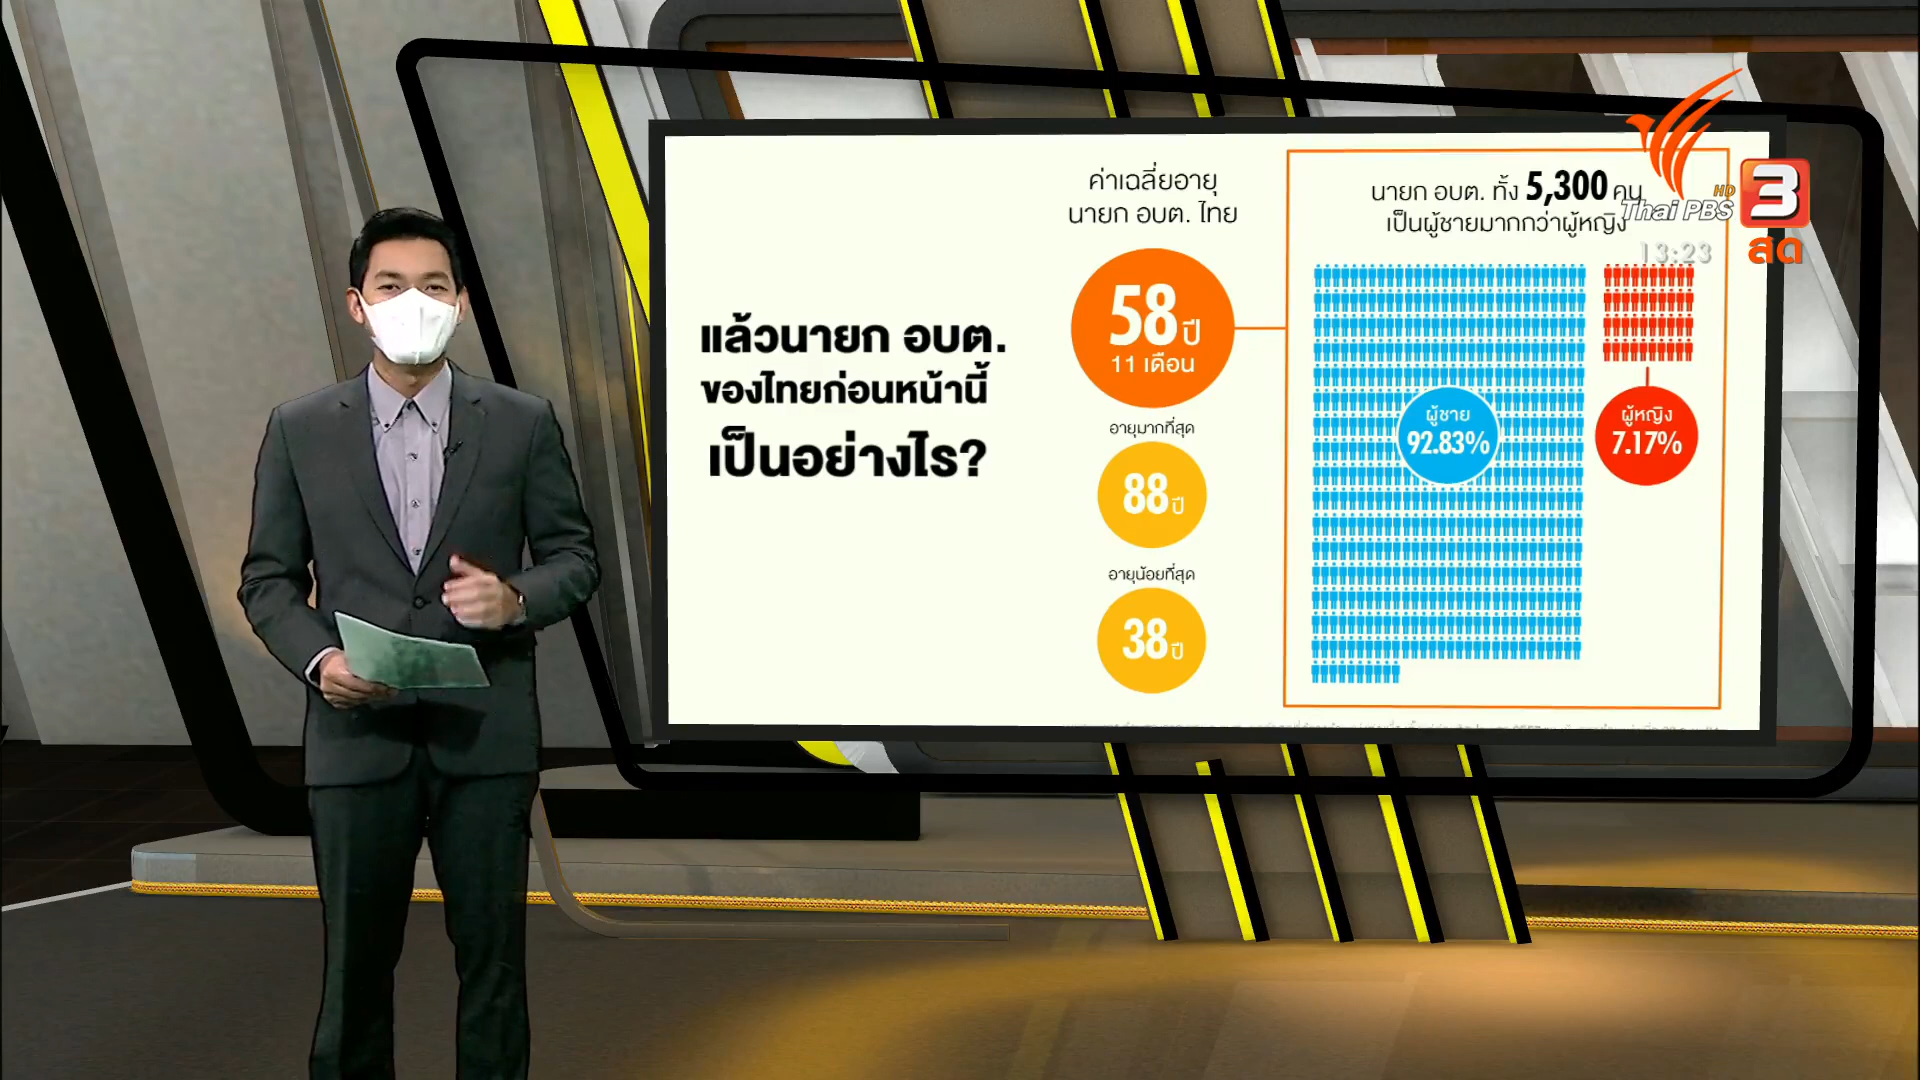 แล้วนายก อบต.
ของไทยก่อนหน้านี้
เป็นอย่างไร?
ค่าเฉลี่ยอายุ
นายก อบต. ไทย
58 ปี
11 เดือน
อายุมากที่สุด
88 ปี
อายุน้อยที่สุด
38 ปี
นายก อบต. ทั้ง 5,300 คน
เป็นผู้ชายมากกว่าผู้หญิง
ผู้ชาย
92.83%
ผู้หญิง
7.17%
HD
Thai PBS
3
13:23
สด